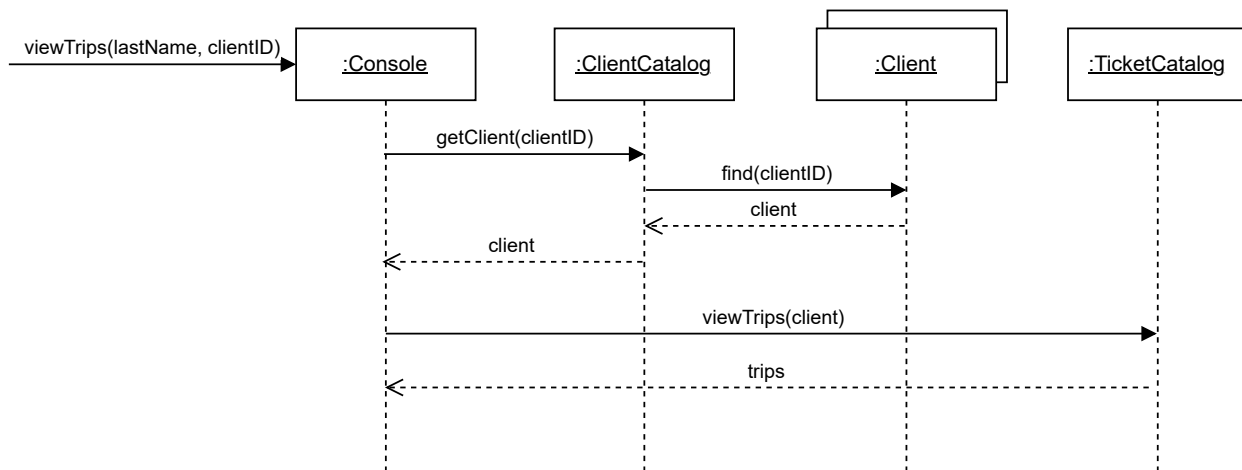 viewTrips(lastName, clientID)
:Console
:ClientCatalog
:Client
:TicketCatalog
getClient(clientID)
find(clientID)
client
client
viewTrips(client)
trips